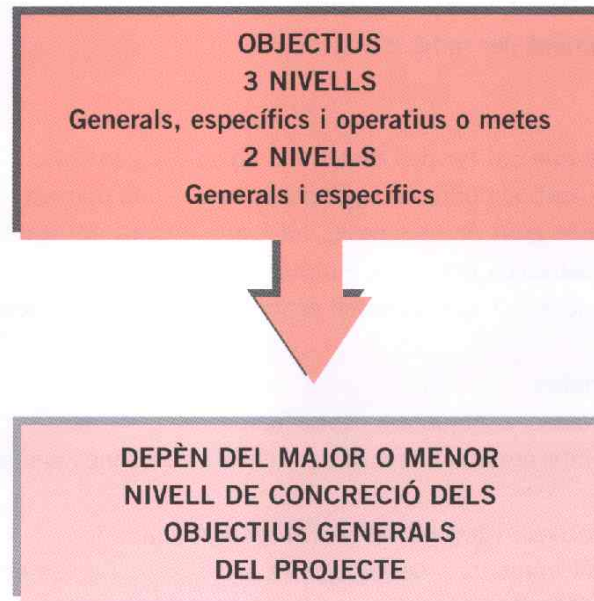 OBJECTIUS
3 NIVELLS
Generals, específics i operatius o metes
2 NIVELLS
Generals i específics
DEPÈN DEL MAJOR O MENOR
NIVELL DE CONCRECIÓ DELS
OBJECTIUS GENERALS
DEL PROJECTE